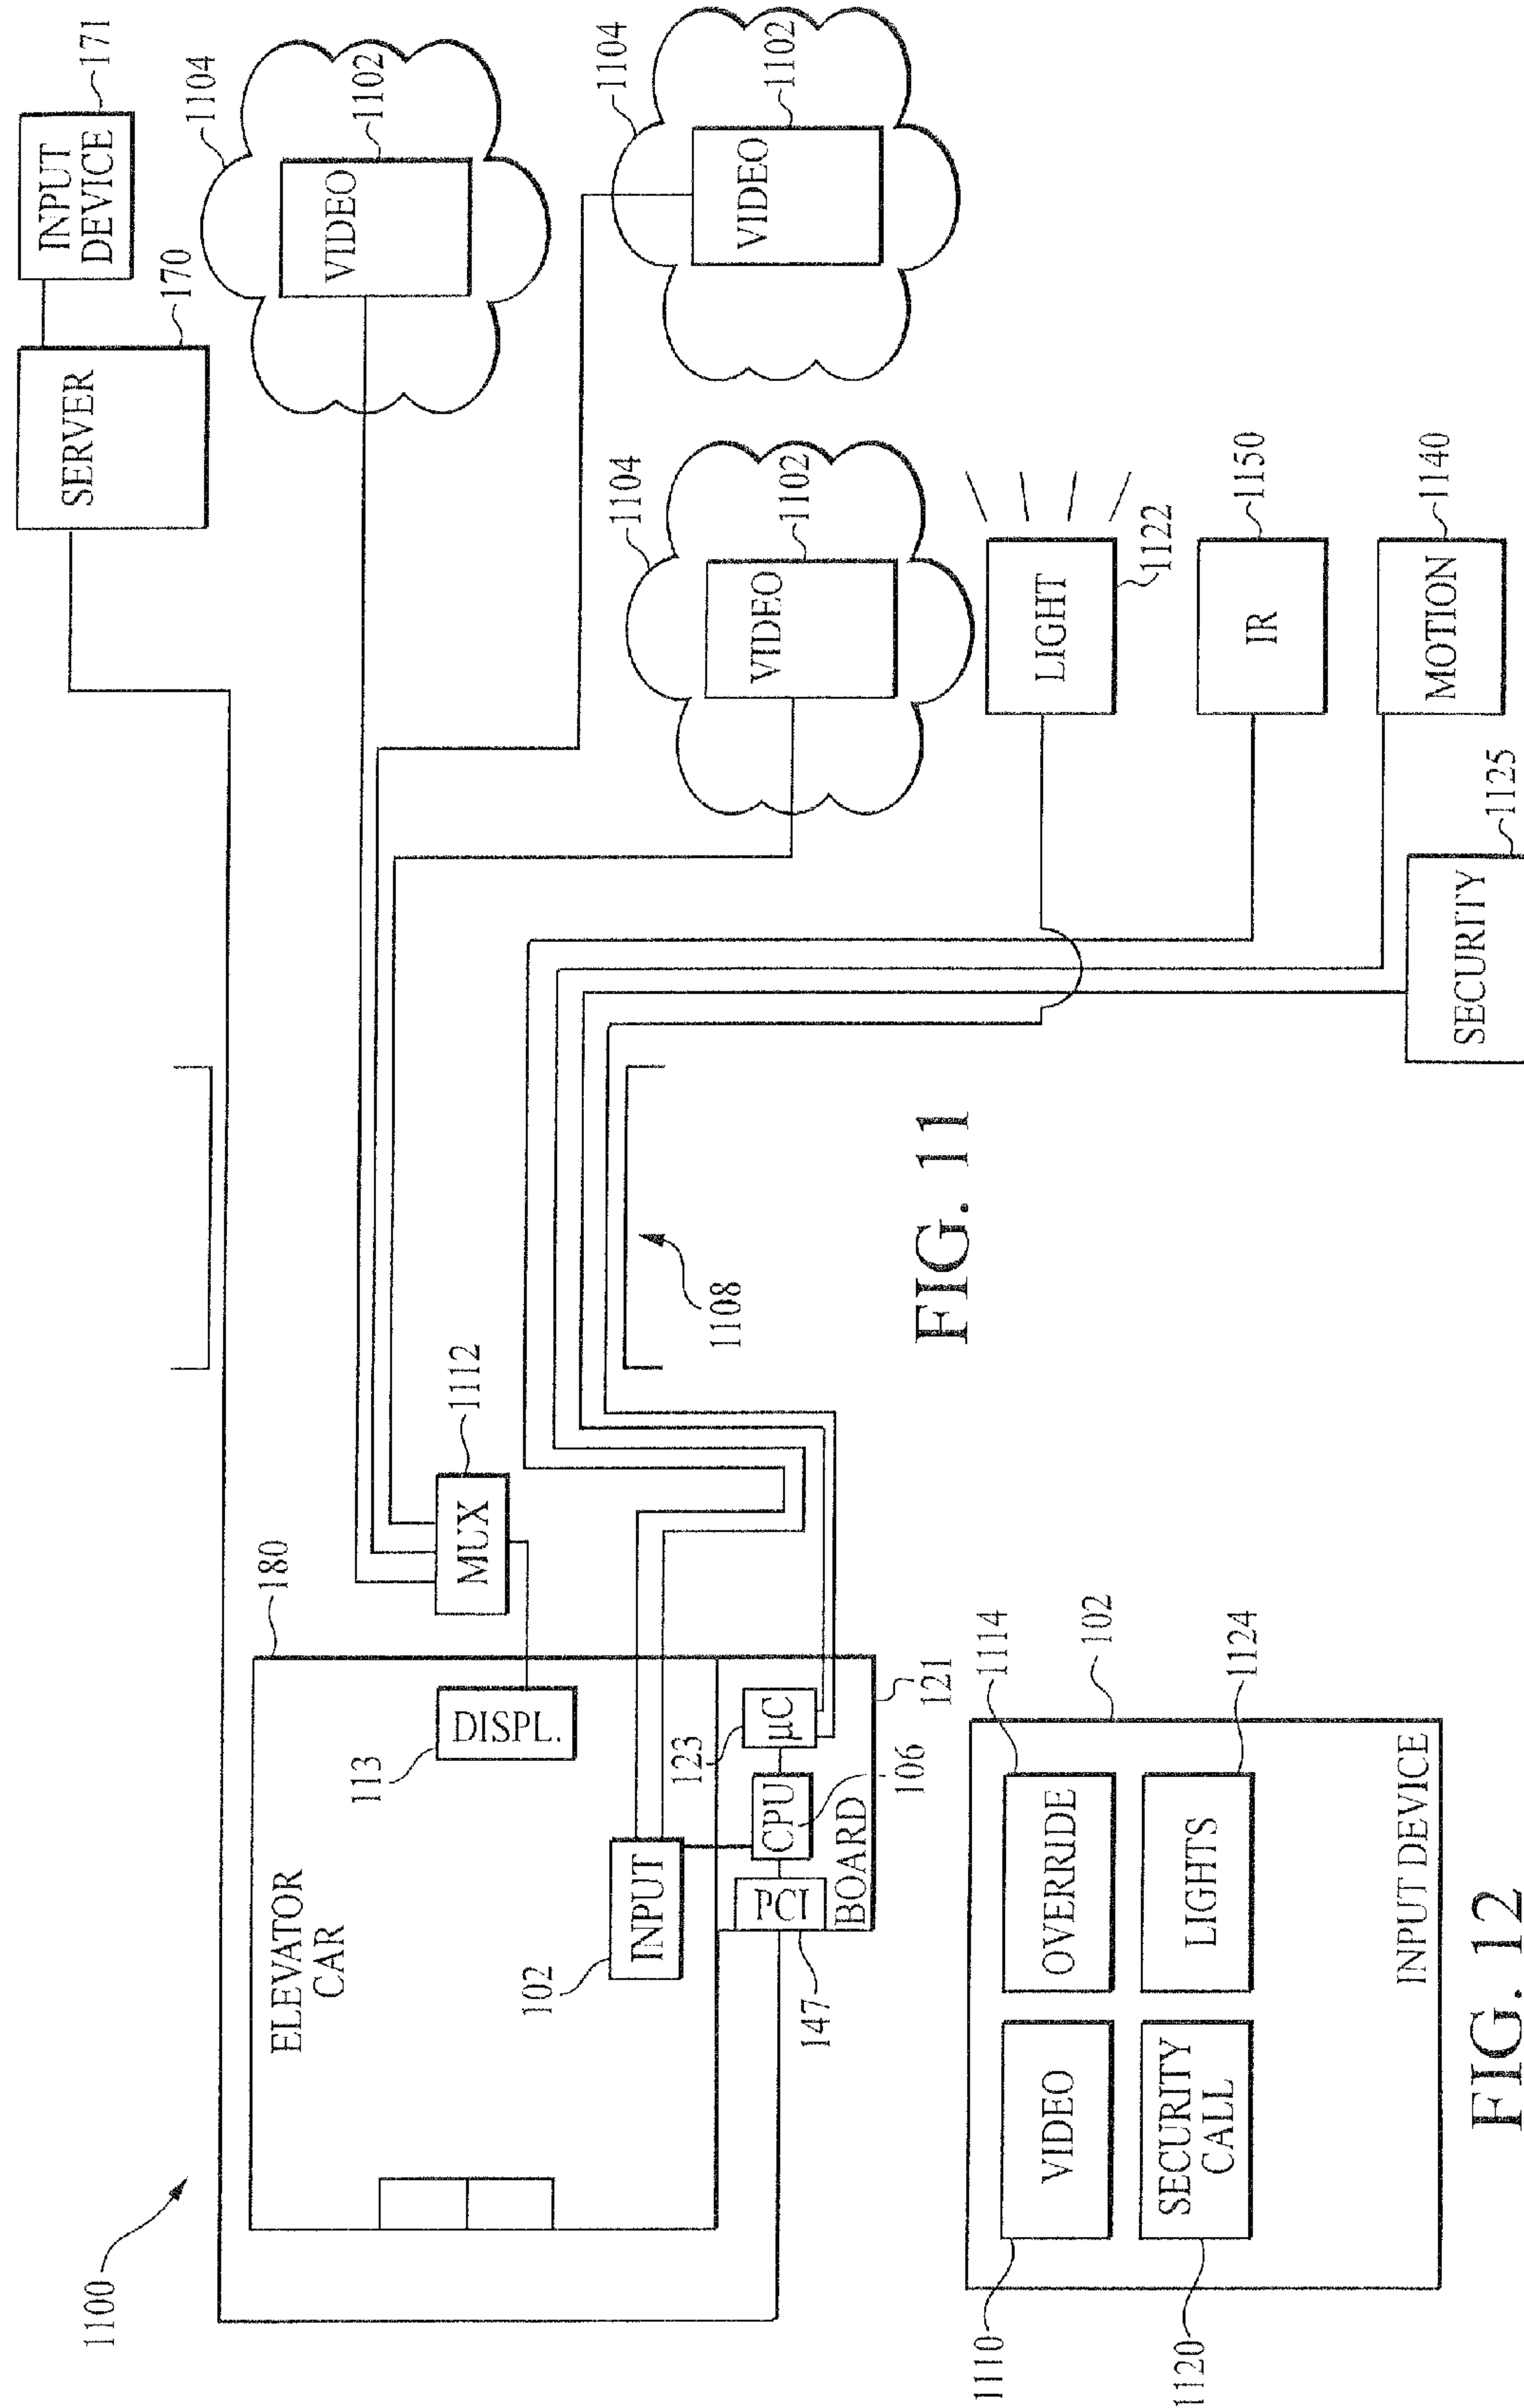 1100
ELEVATOR
CAR
180
113
DISPL.
MUX
1112
102
INPUT
123
µC
CPU
106
PCI
BOARD
147
121
1108
SERVER
170
INPUT
DEVICE
171
VIDEO
1102
1104
VIDEO
1102
1104
VIDEO
1102
1104
LIGHT
1122
IR
1150
MOTION
1140
SECURITY
1125
FIG. 11
1110
VIDEO
OVERRIDE
1114
102
1120
SECURITY
CALL
LIGHTS
1124
INPUT DEVICE
FIG. 12